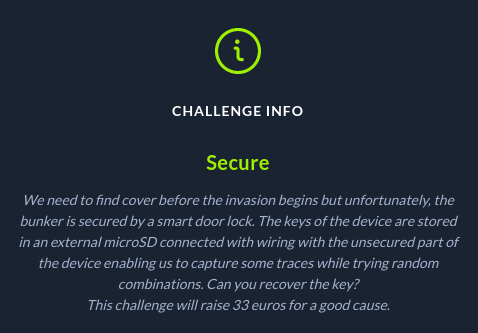 CHALLENGE INFO
Secure
We need to find cover before the invasion begins but unfortunately, the
bunker is secured by a smart door lock. The keys of the device are stored
in an external microSD connected with wiring with the unsecured part of
the device enabling us to capture some traces while trying random
combinations. Can you recover the key?
This challenge will raise 33 euros for a good cause.